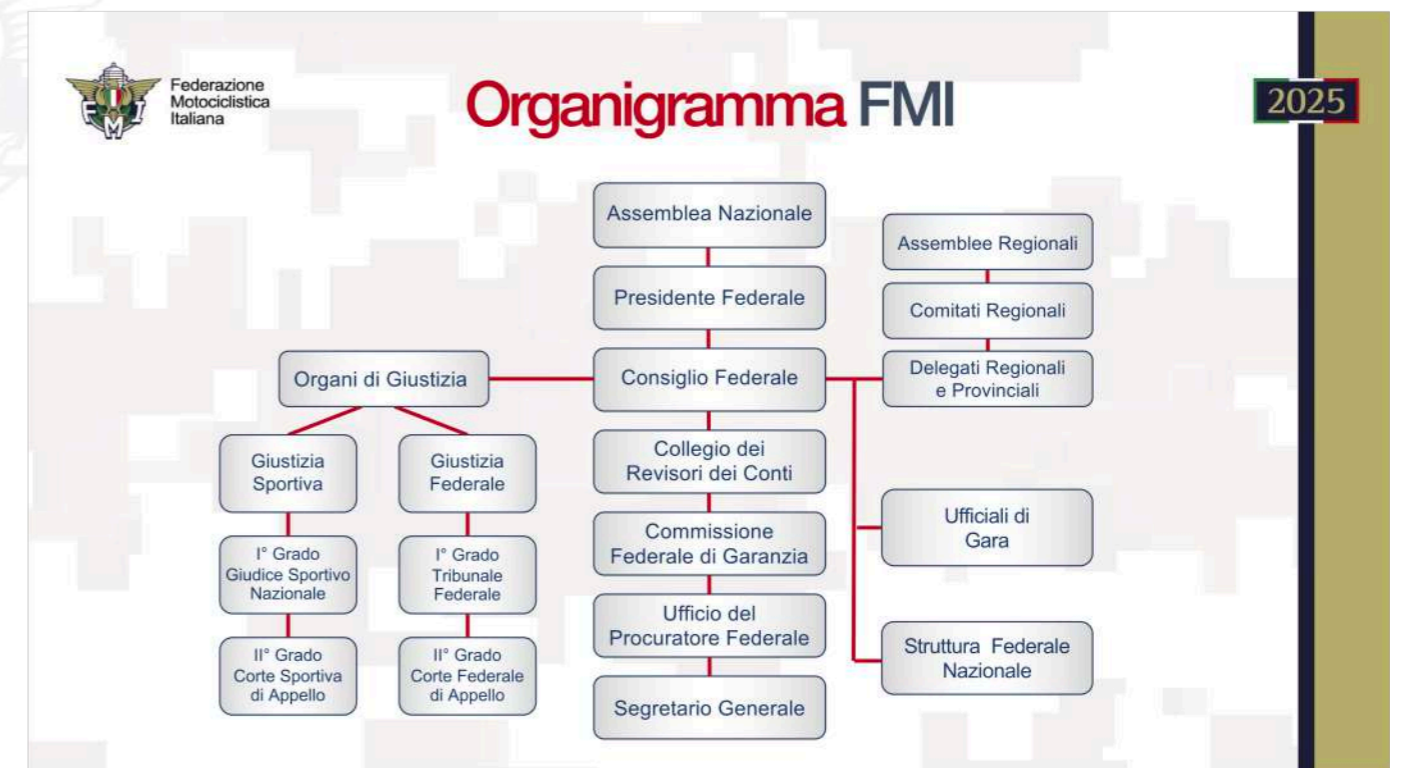 Federazione
Motociclistica
Italiana
FMI
Organigramma FMI
2025
Assemblea Nazionale
Presidente Federale
Consiglio Federale
Collegio dei
Revisori dei Conti
Commissione
Federale di Garanzia
Ufficio del
Procuratore Federale
Segretario Generale
Assemblee Regionali
Comitati Regionali
Delegati Regionali
e Provinciali
Ufficiali di
Gara
Struttura Federale
Nazionale
Organi di Giustizia
Giustizia
Sportiva
I° Grado
Giudice Sportivo
Nazionale
II° Grado
Corte Sportiva
di Appello
Giustizia
Federale
I° Grado
Tribunale
Federale
II° Grado
Corte Federale
di Appello